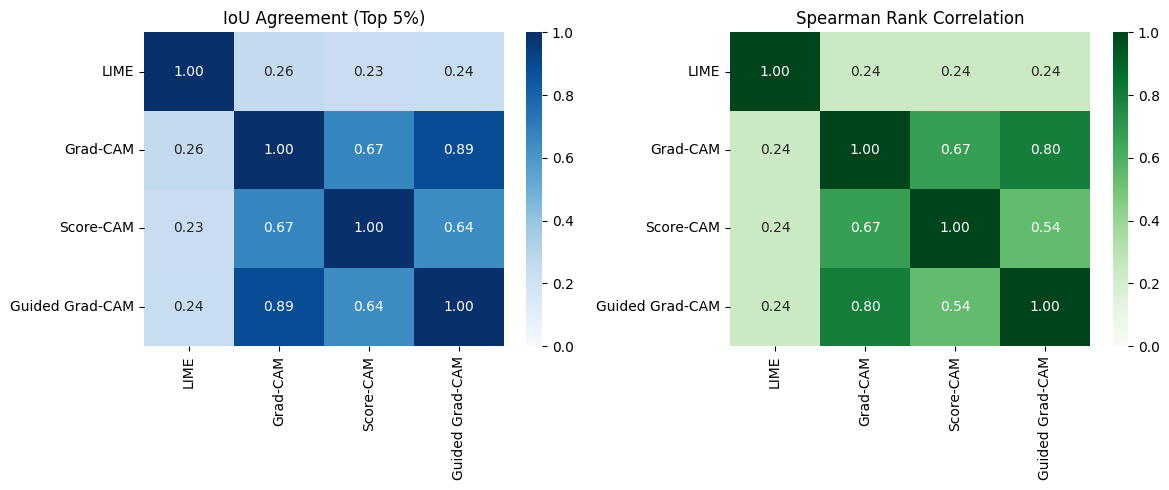 IoU Agreement (Top 5%)
LIME 1.00 0.26 0.23 0.24
Grad-CAM 0.26 1.00 0.67 0.89
Score-CAM 0.23 0.67 1.00 0.64
Guided Grad-CAM 0.24 0.89 0.64 1.00
LIME
Grad-CAM
Score-CAM
Guided Grad-CAM
1.0
0.8
0.6
0.4
0.2
0.0
Spearman Rank Correlation
LIME 1.00 0.24 0.24 0.24
Grad-CAM 0.24 1.00 0.67 0.80
Score-CAM 0.24 0.67 1.00 0.54
Guided Grad-CAM 0.24 0.80 0.54 1.00
LIME
Grad-CAM
Score-CAM
Guided Grad-CAM
1.0
0.8
0.6
0.4
0.2
0.0